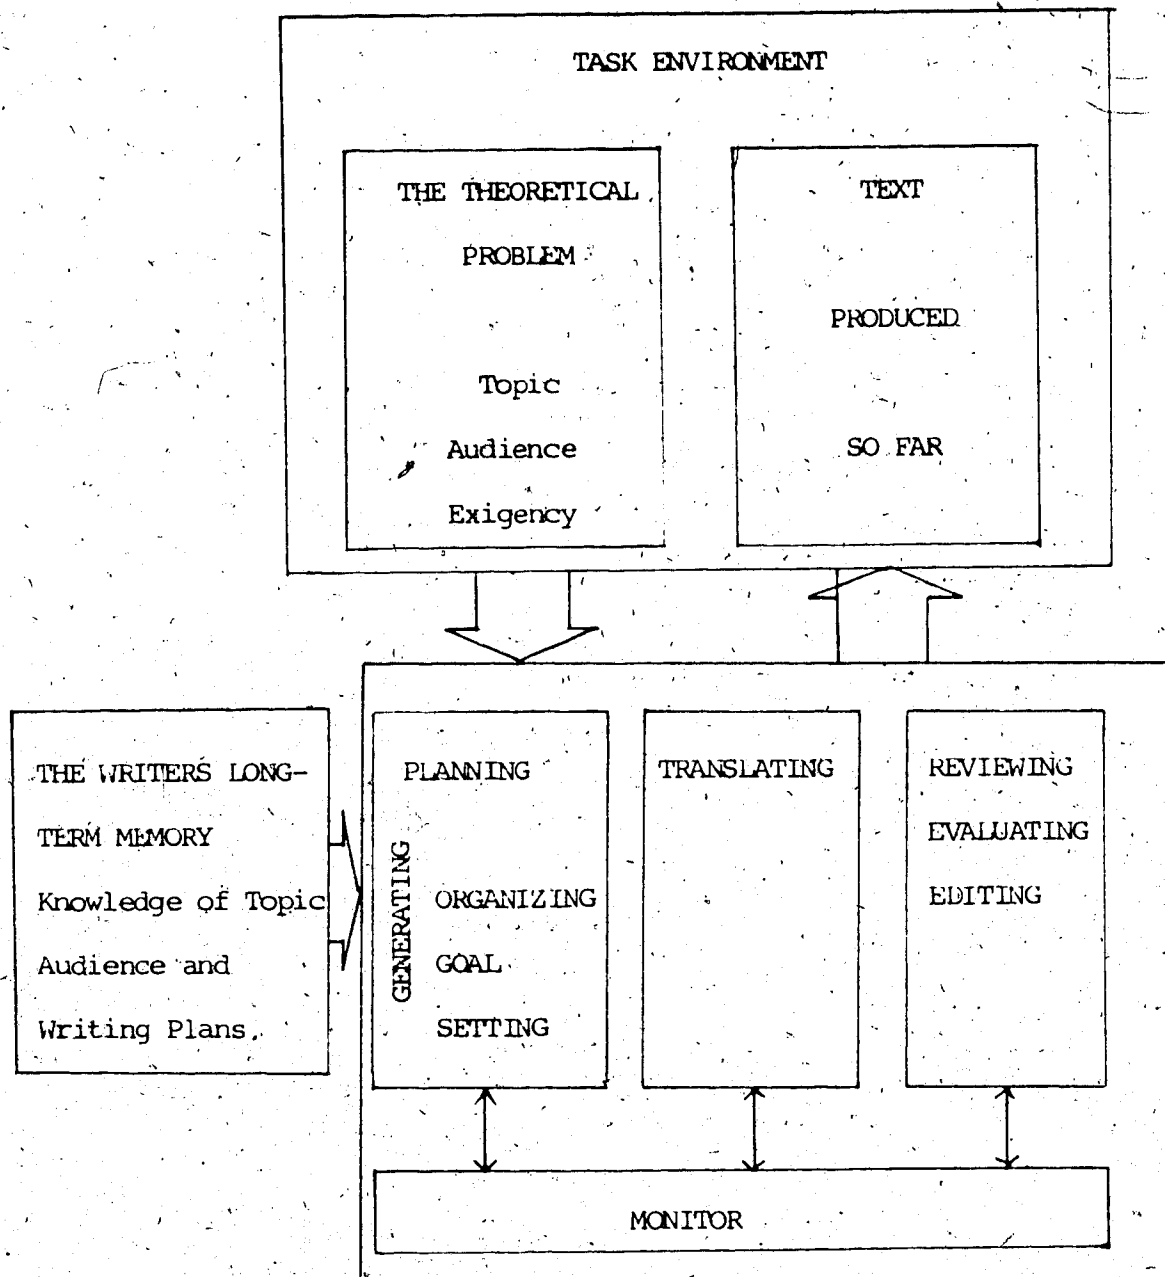 TASK ENVIRONMENT
THE THEORETICAL
PROBLEM
Topic
Audience
Exigency
TEXT
PRODUCED
SO FAR
THE WRITERS LONG-
TERM MEMORY
Knowledge of Topic
Audience and
Writing Plans.
PLANNING
GENERATING
ORGANIZING
GOAL
SETTING
TRANSLATING
REVIEWING
EVALUATING
EDITING
MONITOR